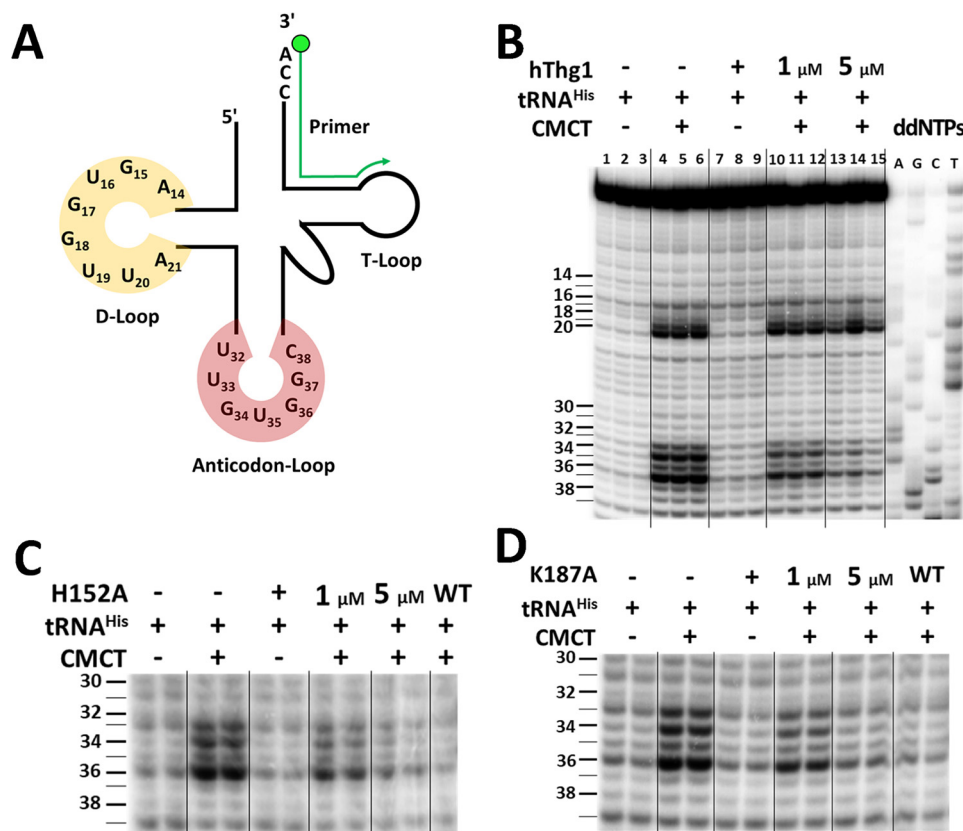 A
3'
A
C
C
5'
Primer
U16 G15 A14
G17
G18
U19 U20 A21
D-Loop
T-Loop
U32 C38
U33 G37
G34 U35 G36
Anticodon-Loop
B
hThg1 - - + 1 μM 5 μM
tRNAHis + + + + +
CMCT - + - + + ddNTPs
1 2 3 4 5 6 7 8 9 10 11 12 13 14 15 A G C T
14
16
18
20
30
32
34
36
38
C
H152A - - + 1 μM 5 μM WT
tRNAHis + + + + + +
CMCT - + - + + +
30
32
34
36
38
D
K187A - - + 1 μM 5 μM WT
tRNAHis + + + + + +
CMCT - + - + + +
30
32
34
36
38